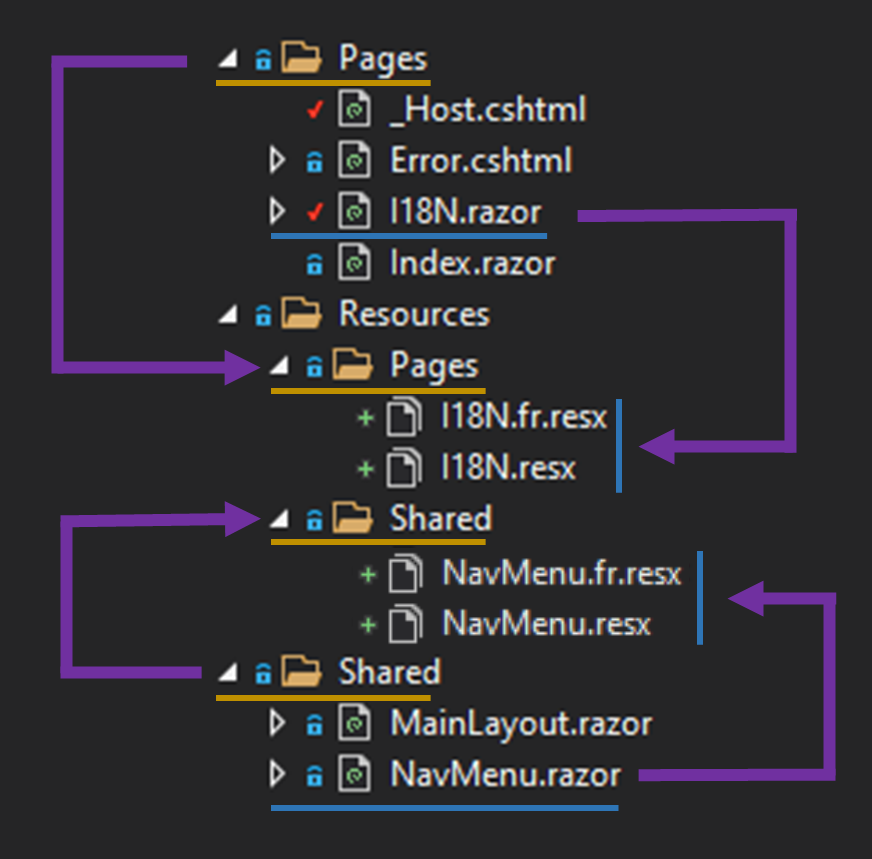 Pages
_Host.cshtml
Error.cshtml
I18N.razor
Index.razor
Resources
Pages
I18N.fr.resx
I18N.resx
Shared
NavMenu.fr.resx
NavMenu.resx
Shared
MainLayout.razor
NavMenu.razor